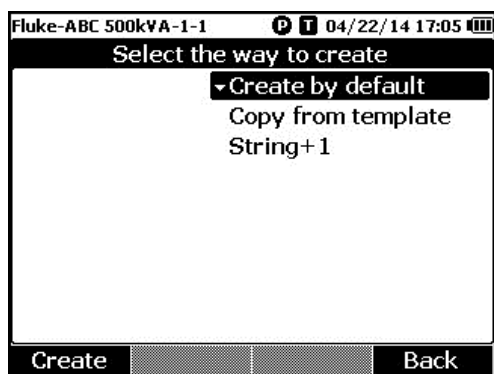 Fluke-ABC 500kVA-1-1 P T 04/22/14 17:05
Select the way to create
Create by default
Copy from template
String+1
Create Back